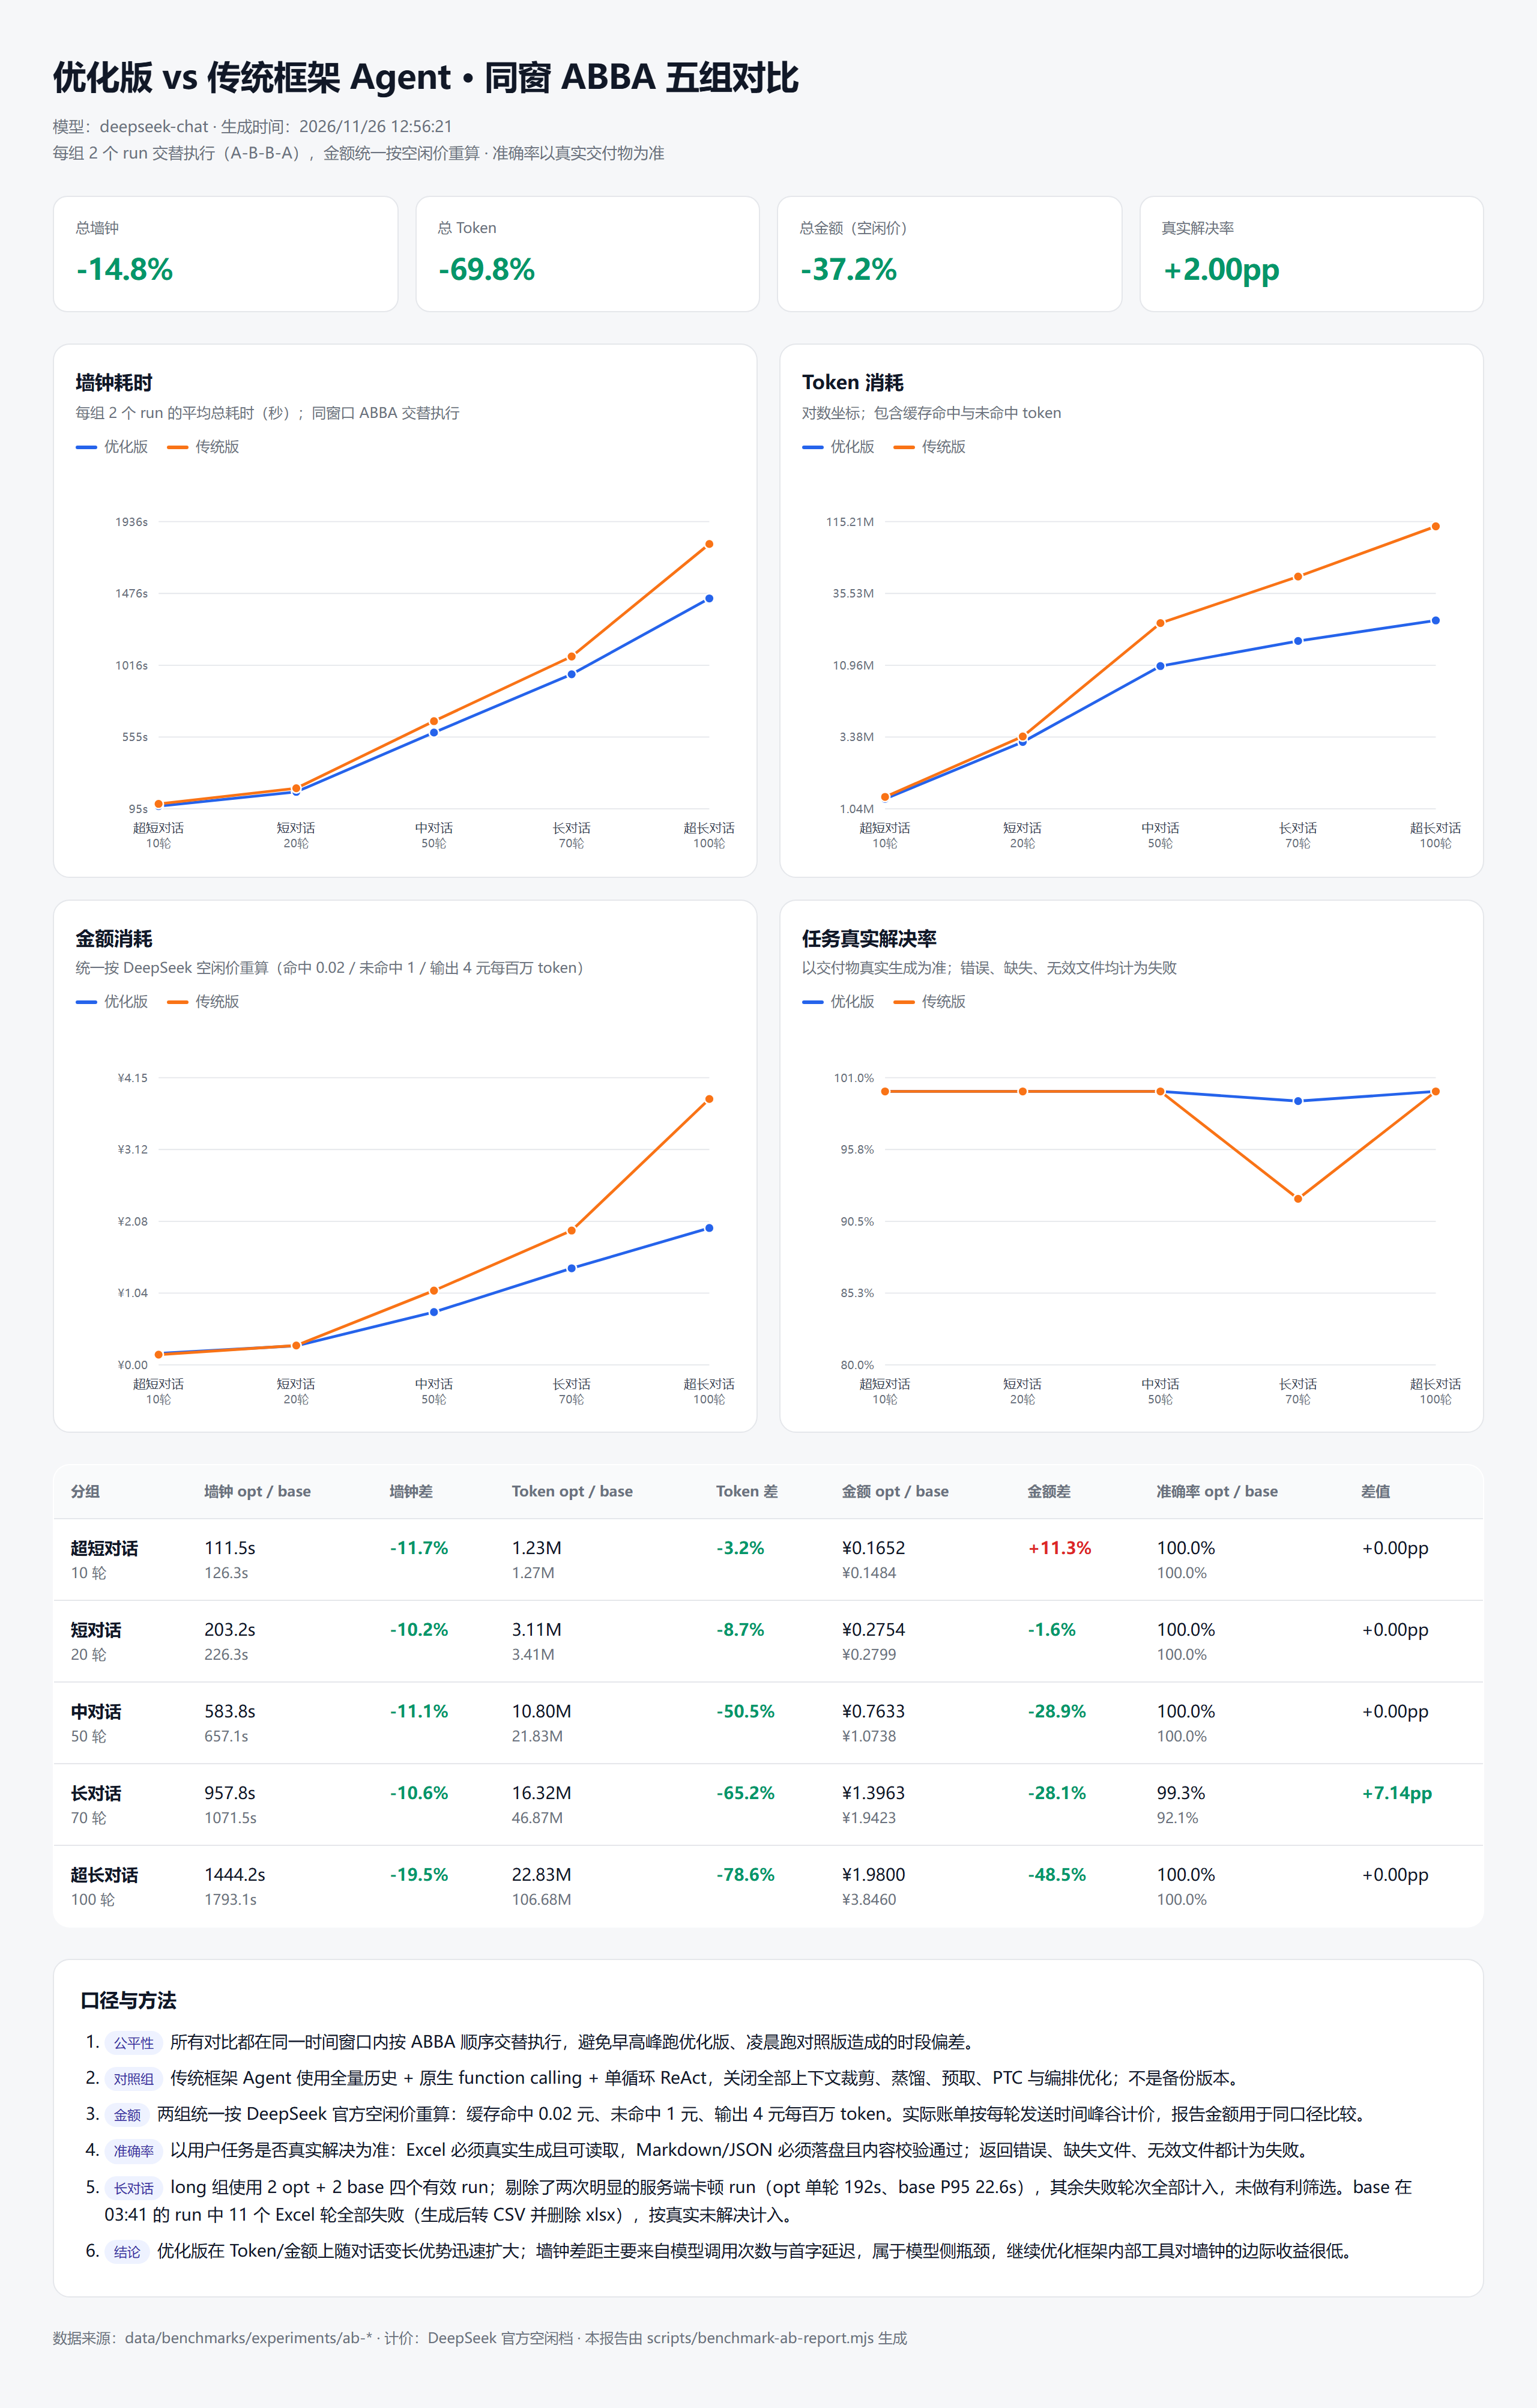 优化版 vs 传统框架 Agent • 同窗 ABBA 五组对比
模型：deepseek-chat · 生成时间：2026/11/26 12:56:21
每组 2 个 run 交替执行（A-B-B-A），金额统一按空闲价重算 · 准确率以真实交付物为准
总墙钟
-14.8%
总 Token
-69.8%
总金额（空闲价）
-37.2%
真实解决率
+2.00pp
墙钟耗时
每组 2 个 run 的平均总耗时（秒）；同窗口 ABBA 交替执行
优化版 传统版
1936s
1476s
1016s
555s
95s
超短对话 短对话 中对话 长对话 超长对话
10轮 20轮 50轮 70轮 100轮
Token 消耗
对数坐标；包含缓存命中与未命中 token
优化版 传统版
115.21M
35.53M
10.96M
3.38M
1.04M
超短对话 短对话 中对话 长对话 超长对话
10轮 20轮 50轮 70轮 100轮
金额消耗
统一按 DeepSeek 空闲价重算（命中 0.02 / 未命中 1 / 输出 4 元每百万 token）
优化版 传统版
¥4.15
¥3.12
¥2.08
¥1.04
¥0.00
超短对话 短对话 中对话 长对话 超长对话
10轮 20轮 50轮 70轮 100轮
任务真实解决率
以交付物真实生成为准；错误、缺失、无效文件均计为失败
优化版 传统版
101.0%
95.8%
90.5%
85.3%
80.0%
超短对话 短对话 中对话 长对话 超长对话
10轮 20轮 50轮 70轮 100轮
分组 墙钟 opt / base 墙钟差 Token opt / base Token 差 金额 opt / base 金额差 准确率 opt / base 差值
超短对话 111.5s -11.7% 1.23M -3.2% ¥0.1652 +11.3% 100.0% +0.00pp
10 轮 126.3s 1.27M ¥0.1484 100.0%
短对话 203.2s -10.2% 3.11M -8.7% ¥0.2754 -1.6% 100.0% +0.00pp
20 轮 226.3s 3.41M ¥0.2799 100.0%
中对话 583.8s -11.1% 10.80M -50.5% ¥0.7633 -28.9% 100.0% +0.00pp
50 轮 657.1s 21.83M ¥1.0738 100.0%
长对话 957.8s -10.6% 16.32M -65.2% ¥1.3963 -28.1% 99.3% +7.14pp
70 轮 1071.5s 46.87M ¥1.9423 92.1%
超长对话 1444.2s -19.5% 22.83M -78.6% ¥1.9800 -48.5% 100.0% +0.00pp
100 轮 1793.1s 106.68M ¥3.8460 100.0%
口径与方法
1. 公平性 所有对比都在同一时间窗口内按 ABBA 顺序交替执行，避免早高峰跑优化版、凌晨跑对照版造成的时段偏差。
2. 对照组 传统框架 Agent 使用全量历史 + 原生 function calling + 单循环 ReAct，关闭全部上下文裁剪、蒸馏、预取、PTC 与编排优化；不是备份版本。
3. 金额 两组统一按 DeepSeek 官方空闲价重算：缓存命中 0.02 元、未命中 1 元、输出 4 元每百万 token。实际账单按每轮发送时间峰谷计价，报告金额用于同口径比较。
4. 准确率 以用户任务是否真实解决为准：Excel 必须真实生成且可读取，Markdown/JSON 必须落盘且内容校验通过；返回错误、缺失文件、无效文件都计为失败。
5. 长对话 long 组使用 2 opt + 2 base 四个有效 run；剔除了两次明显的服务端卡顿 run（opt 单轮 192s、base P95 22.6s），其余失败轮次全部计入，未做有利筛选。base 在
03:41 的 run 中 11 个 Excel 轮全部失败（生成后转 CSV 并删除 xlsx），按真实未解决计入。
6. 结论 优化版在 Token/金额上随对话变长优势迅速扩大；墙钟差距主要来自模型调用次数与首字延迟，属于模型侧瓶颈，继续优化框架内部工具对墙钟的边际收益很低。
数据来源：data/benchmarks/experiments/ab-* · 计价：DeepSeek 官方空闲档 · 本报告由 scripts/benchmark-ab-report.mjs 生成